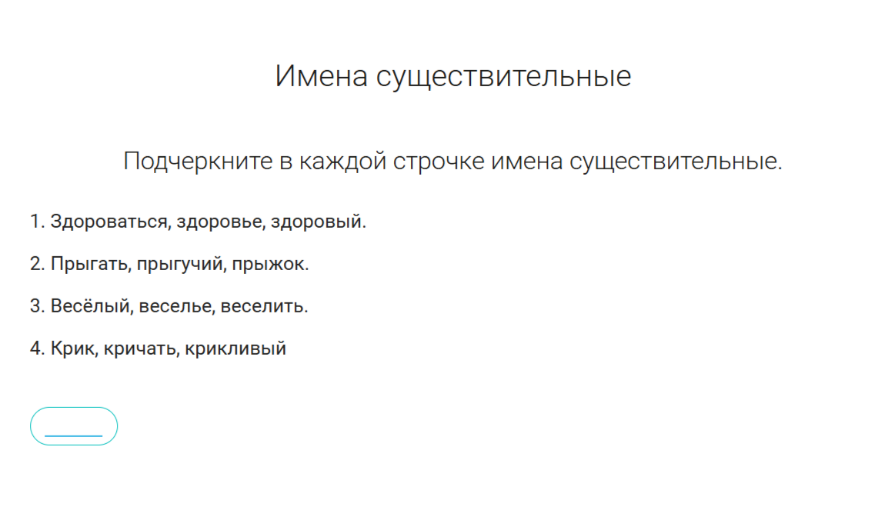 Имена существительные
Подчеркните в каждой строчке имена существительные.
1. Здороваться, здоровье, здоровый.
2. Прыгать, прыгучий, прыжок.
3. Весёлый, веселье, веселить.
4. Крик, кричать, крикливый